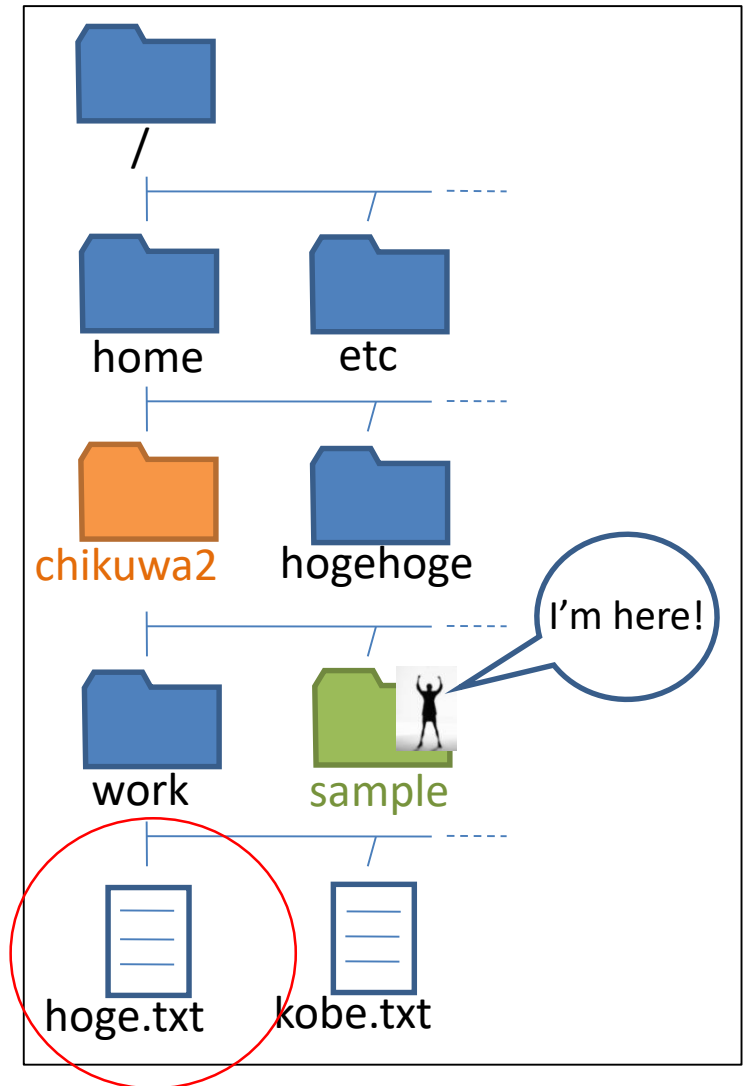 /
home
etc
chikuwa2
hogehoge
I'm here!
work
sample
hoge.txt
kobe.txt